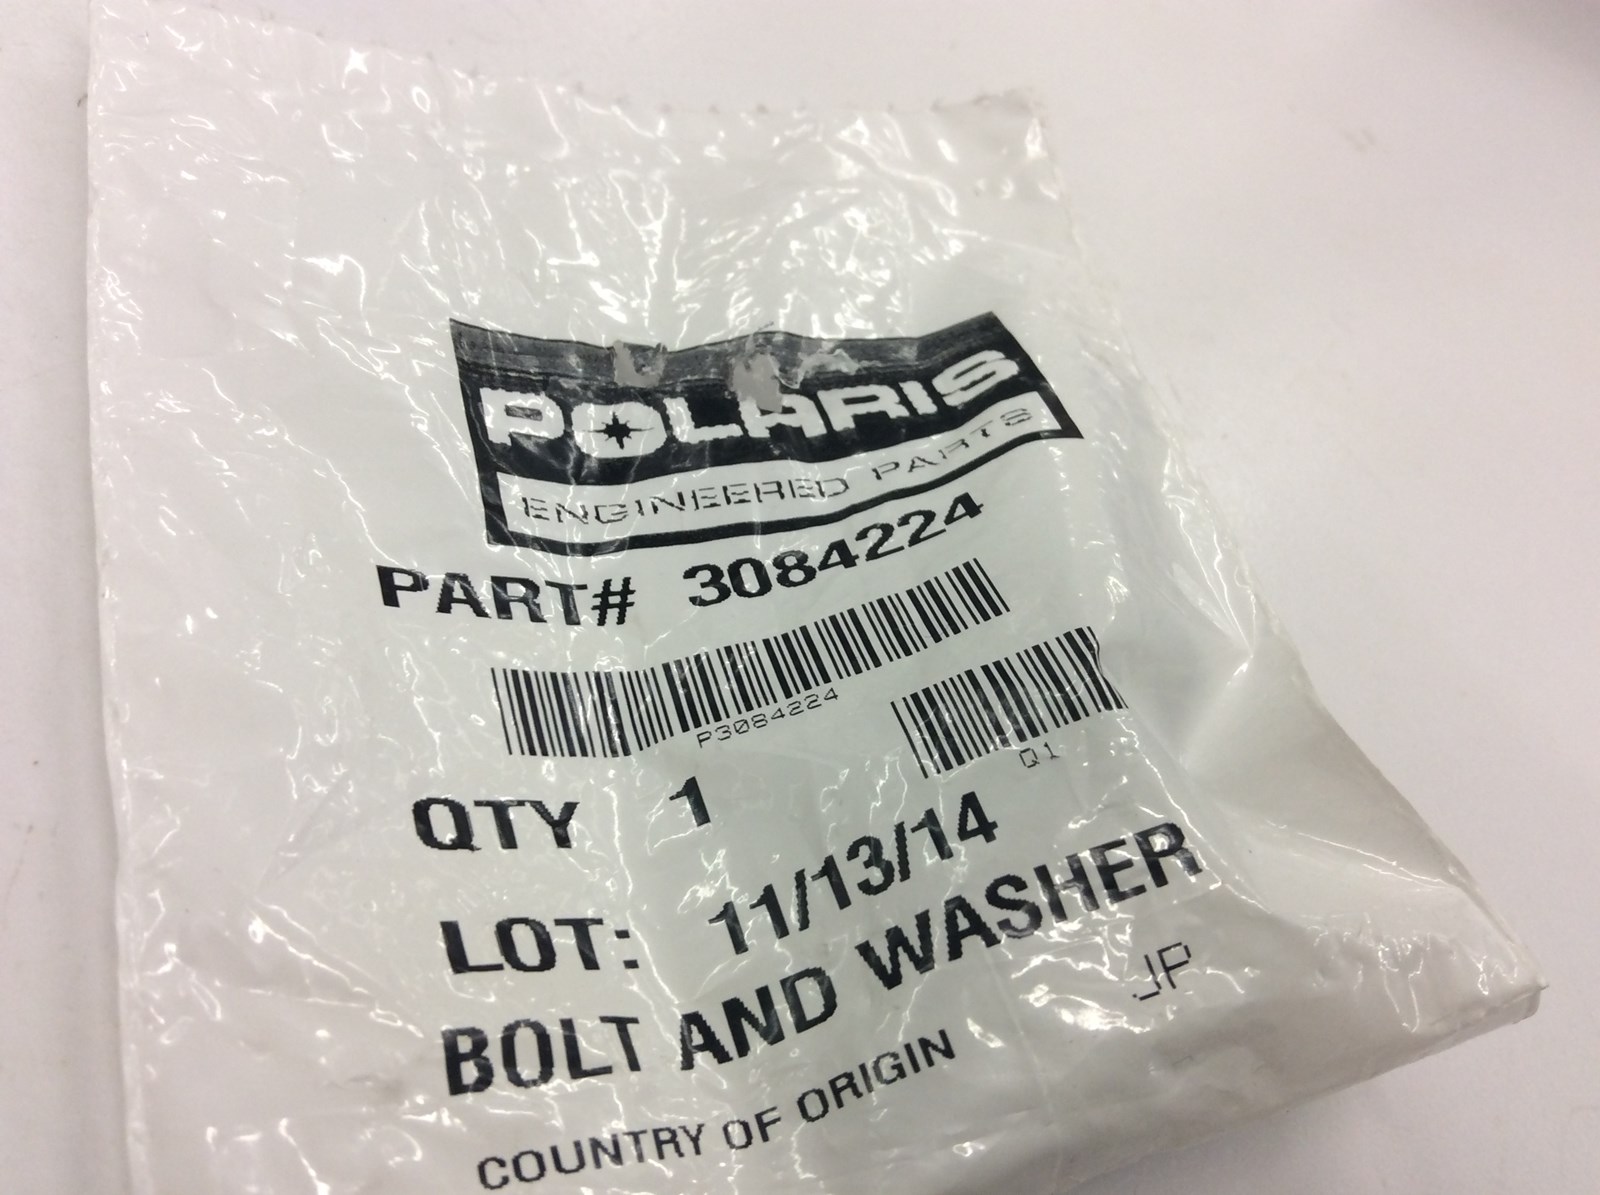 POLARIS
ENGINEERED PARTS
PART# 3084224
P3084224
Q1
QTY 1
LOT: 11/13/14
BOLT AND WASHER
COUNTRY OF ORIGIN JP